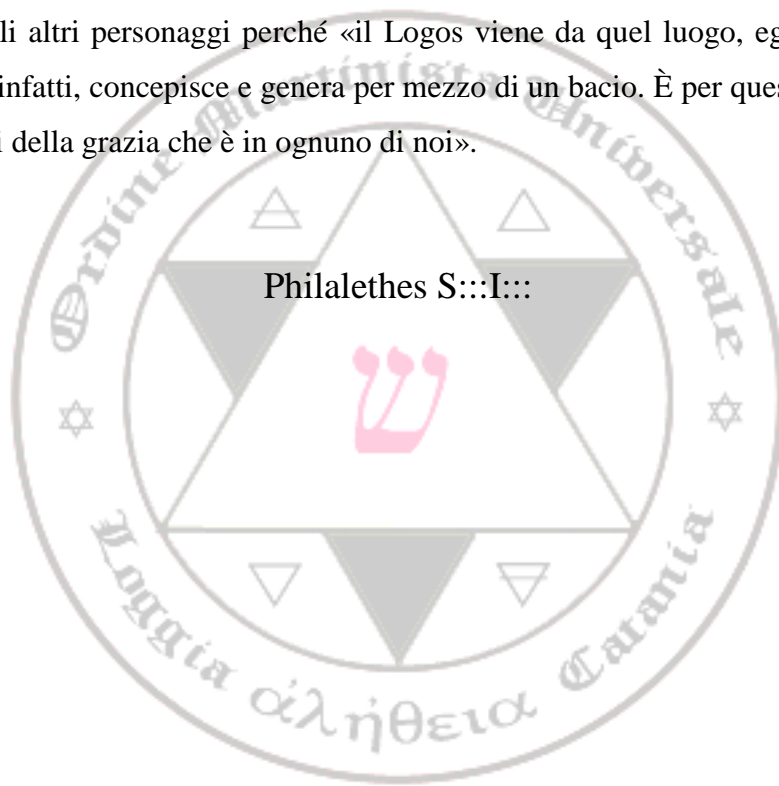 li altri personaggi perché «il Logos viene da quel luogo, eg
infatti, concepisce e genera per mezzo di un bacio. È per ques
i della grazia che è in ognuno di noi».
Ordine Martinista Universale
Philalethes S:::I:::
ש
Loggia ἀλήθεια Catania